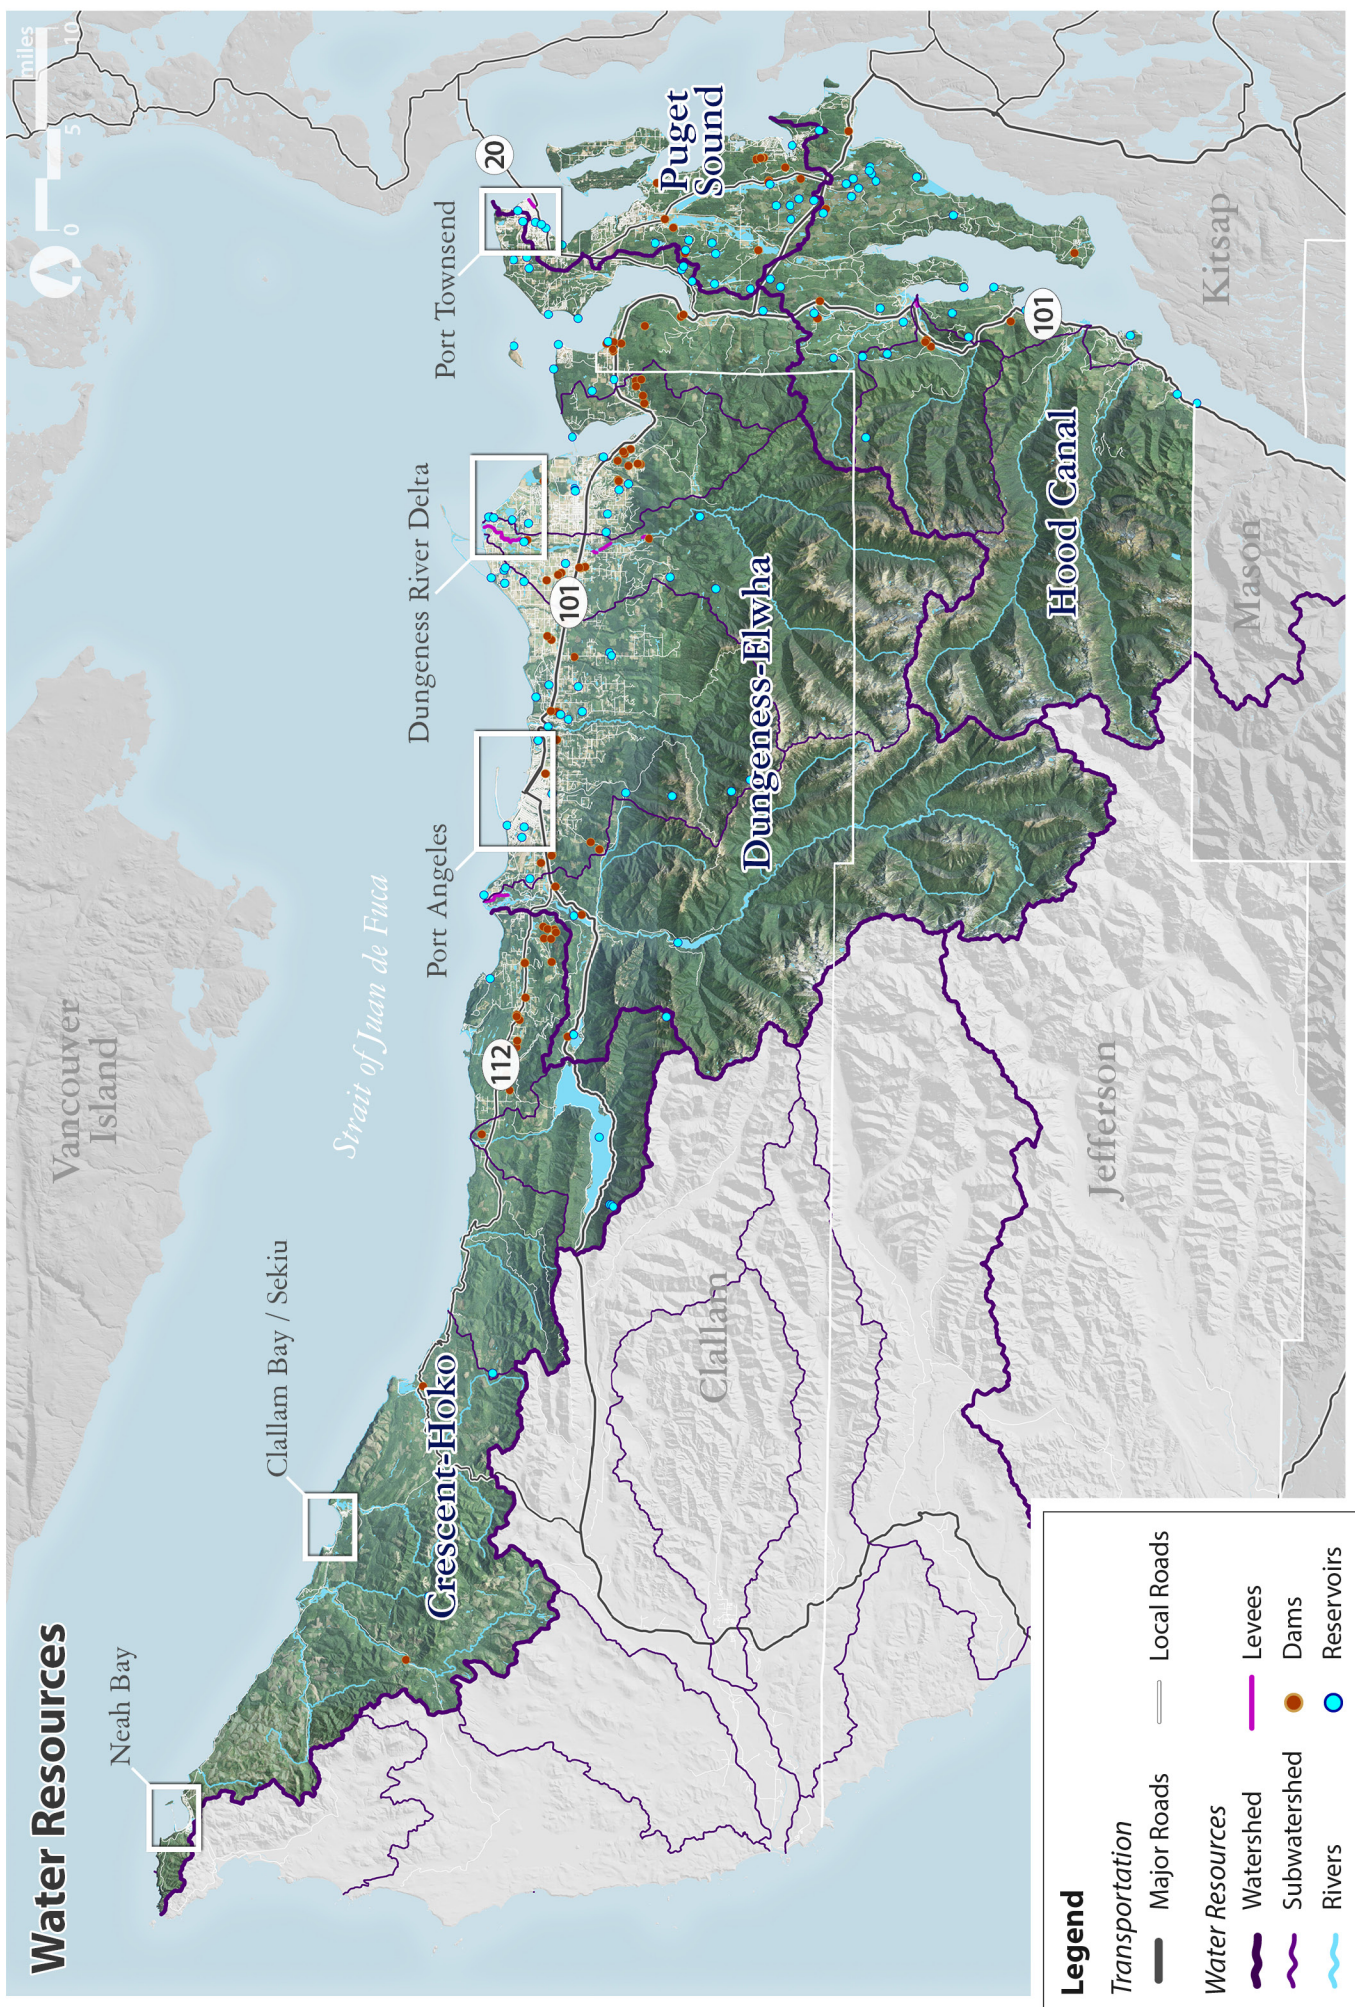 Water Resources
miles
0
5
10
Neah Bay
Clallam Bay / Sekiu
Port Angeles
Dungeness River Delta
Port Townsend
Vancouver
Island
Strait of Juan de Fuca
20
112
101
101
Crescent-Hoko
Dungeness-Elwha
Puget
Sound
Hood Canal
Clallam
Jefferson
Mason
Kitsap
Legend
Transportation
Major Roads
Local Roads
Water Resources
Watershed
Levees
Subwatershed
Dams
Rivers
Reservoirs